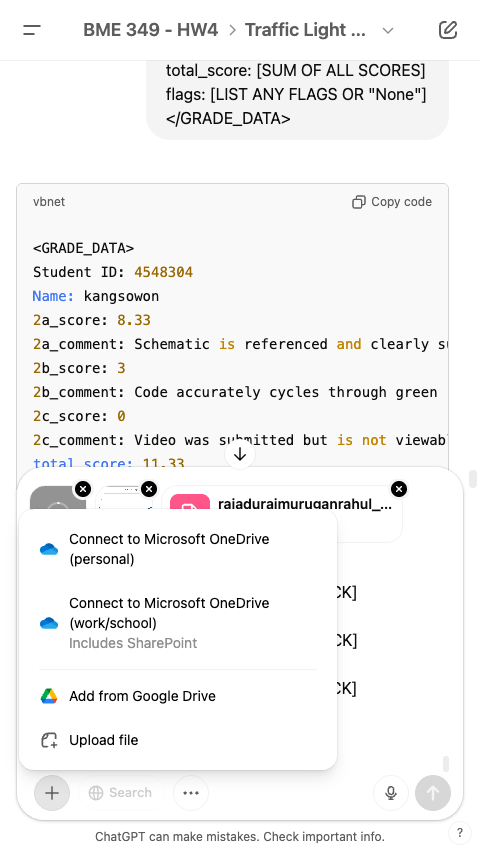 BME 349 - HW4 > Traffic Light ...
total_score: [SUM OF ALL SCORES]
flags: [LIST ANY FLAGS OR "None"]
</GRADE_DATA>
vbnet
Copy code
<GRADE_DATA>
Student ID: 4548304
Name: kangsowon
2a_score: 8.33
2a_comment: Schematic is referenced and clearly
2b_score: 3
2b_comment: Code accurately cycles through green
2c_score: 0
2c_comment: Video was submitted but is not viewab
total_score: 11.33
rajaduraimuruganrahul_...
Connect to Microsoft OneDrive
(personal)
Connect to Microsoft OneDrive
(work/school)
Includes SharePoint
CK]
CK]
CK]
Add from Google Drive
Upload file
Search
ChatGPT can make mistakes. Check important info.
?